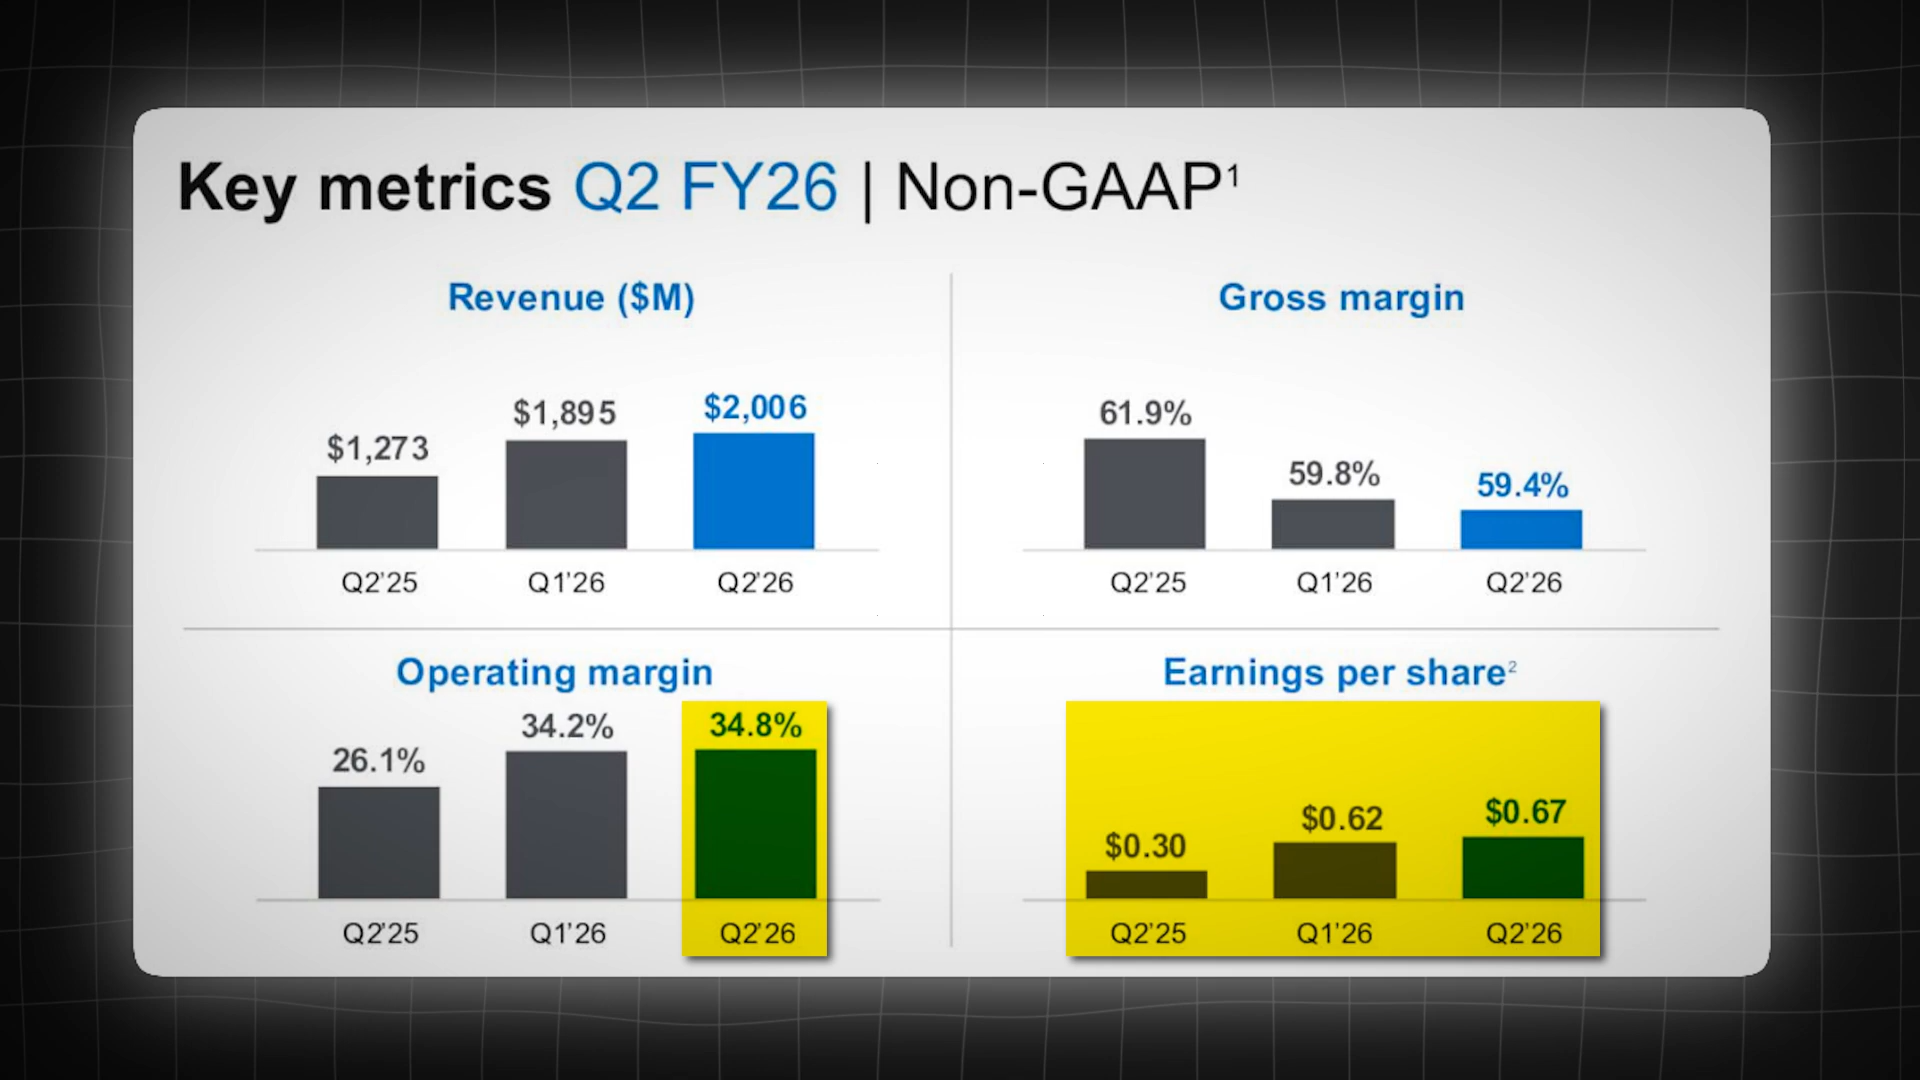 Key metrics Q2 FY26 | Non-GAAP¹
Revenue ($M)
$1,273
$1,895
$2,006
Q2’25
Q1’26
Q2’26
Gross margin
61.9%
59.8%
59.4%
Q2’25
Q1’26
Q2’26
Operating margin
26.1%
34.2%
34.8%
Q2’25
Q1’26
Q2’26
Earnings per share²
$0.30
$0.62
$0.67
Q2’25
Q1’26
Q2’26